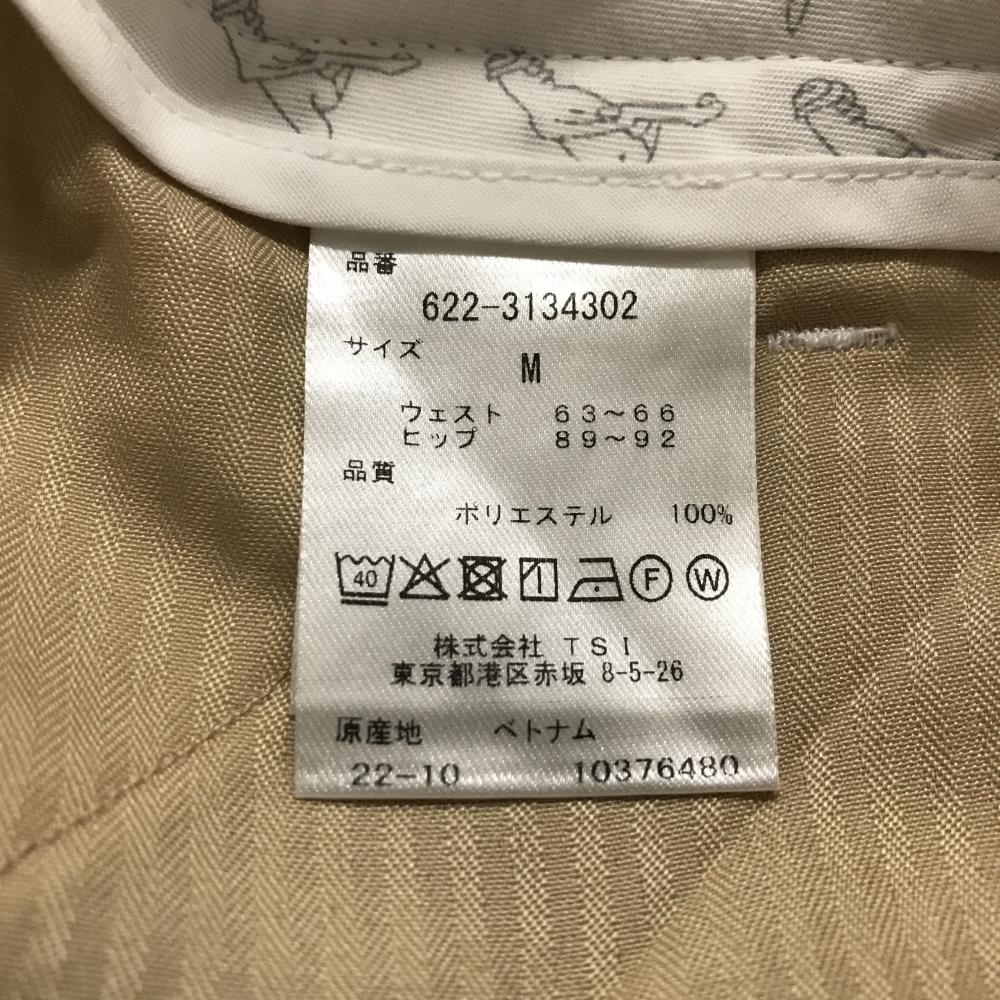 品番
622-3134302
サイズ
M
ウェスト 63~66
ヒップ 89~92
品質
ポリエステル 100%
40 F W
株式会社 TSI
東京都港区赤坂 8-5-26
原産地 ベトナム
22-10 10376480